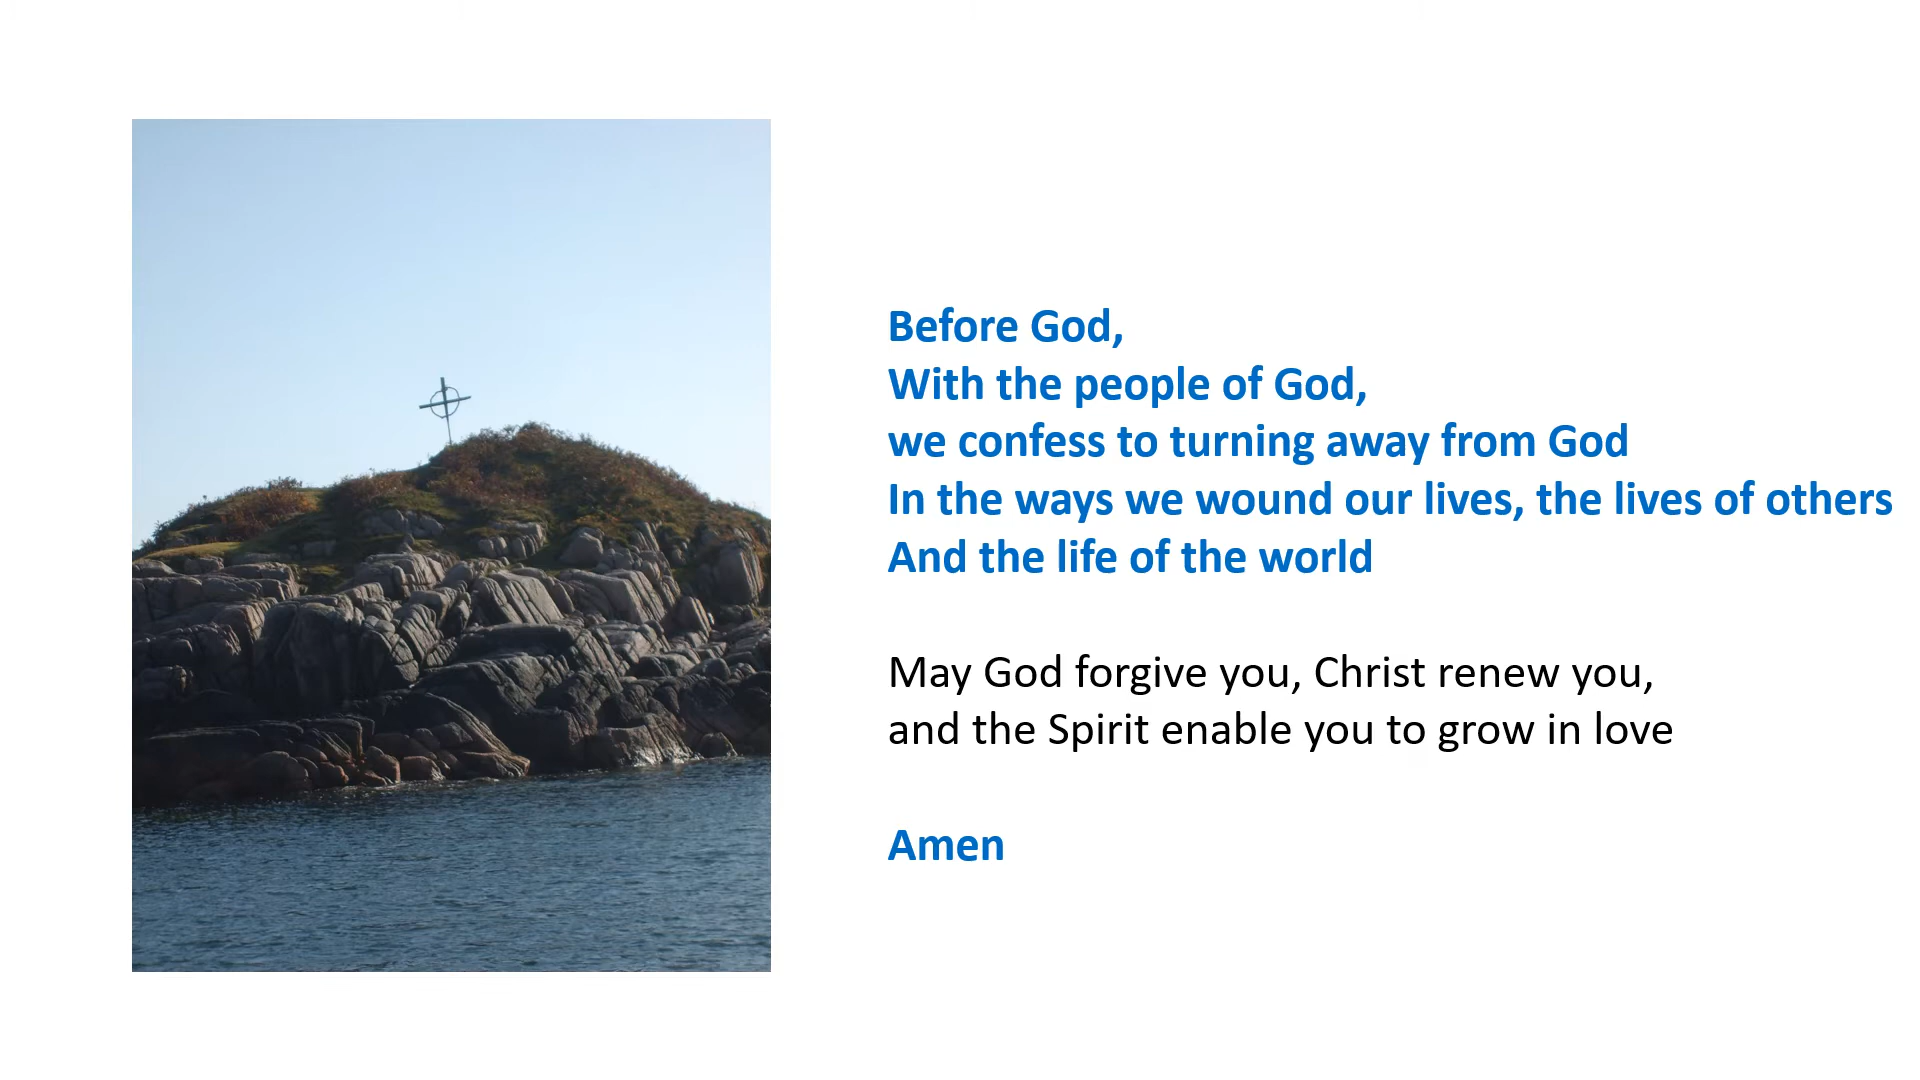 Before God,
With the people of God,
we confess to turning away from God
In the ways we wound our lives, the lives of others
And the life of the world
May God forgive you, Christ renew you,
and the Spirit enable you to grow in love
Amen